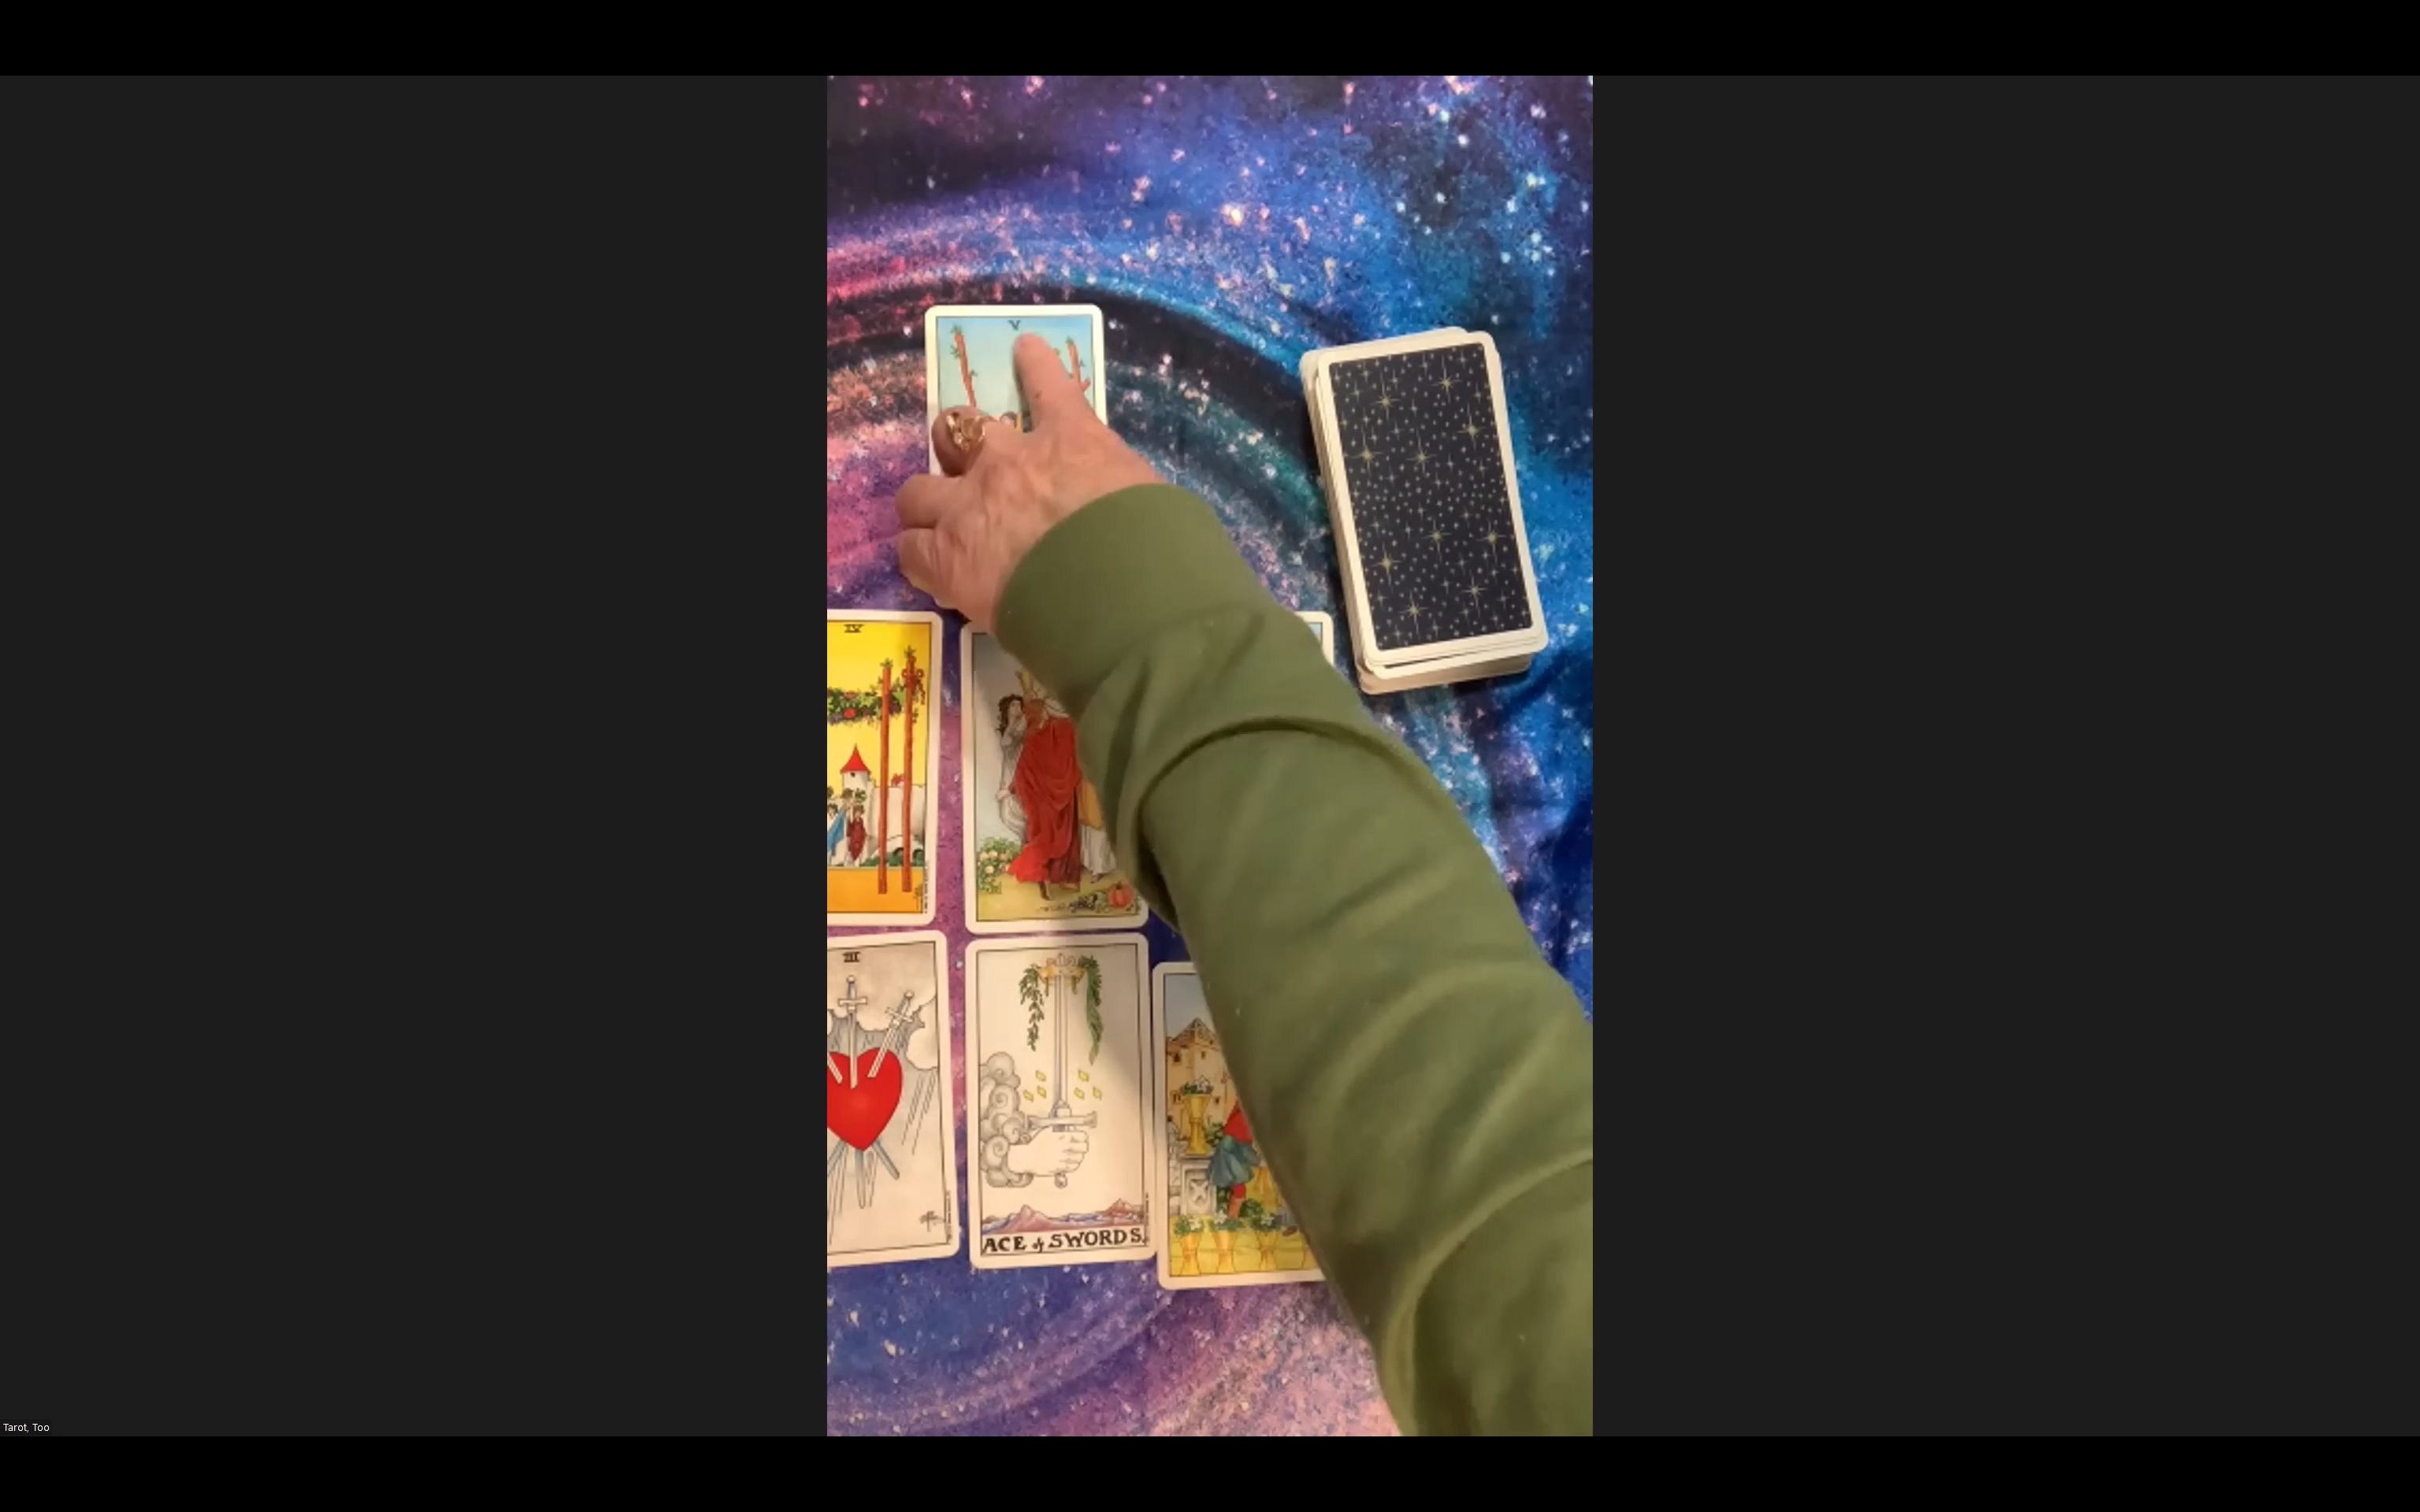 V
IV
III
ACE of SWORDS.
Tarot, Too